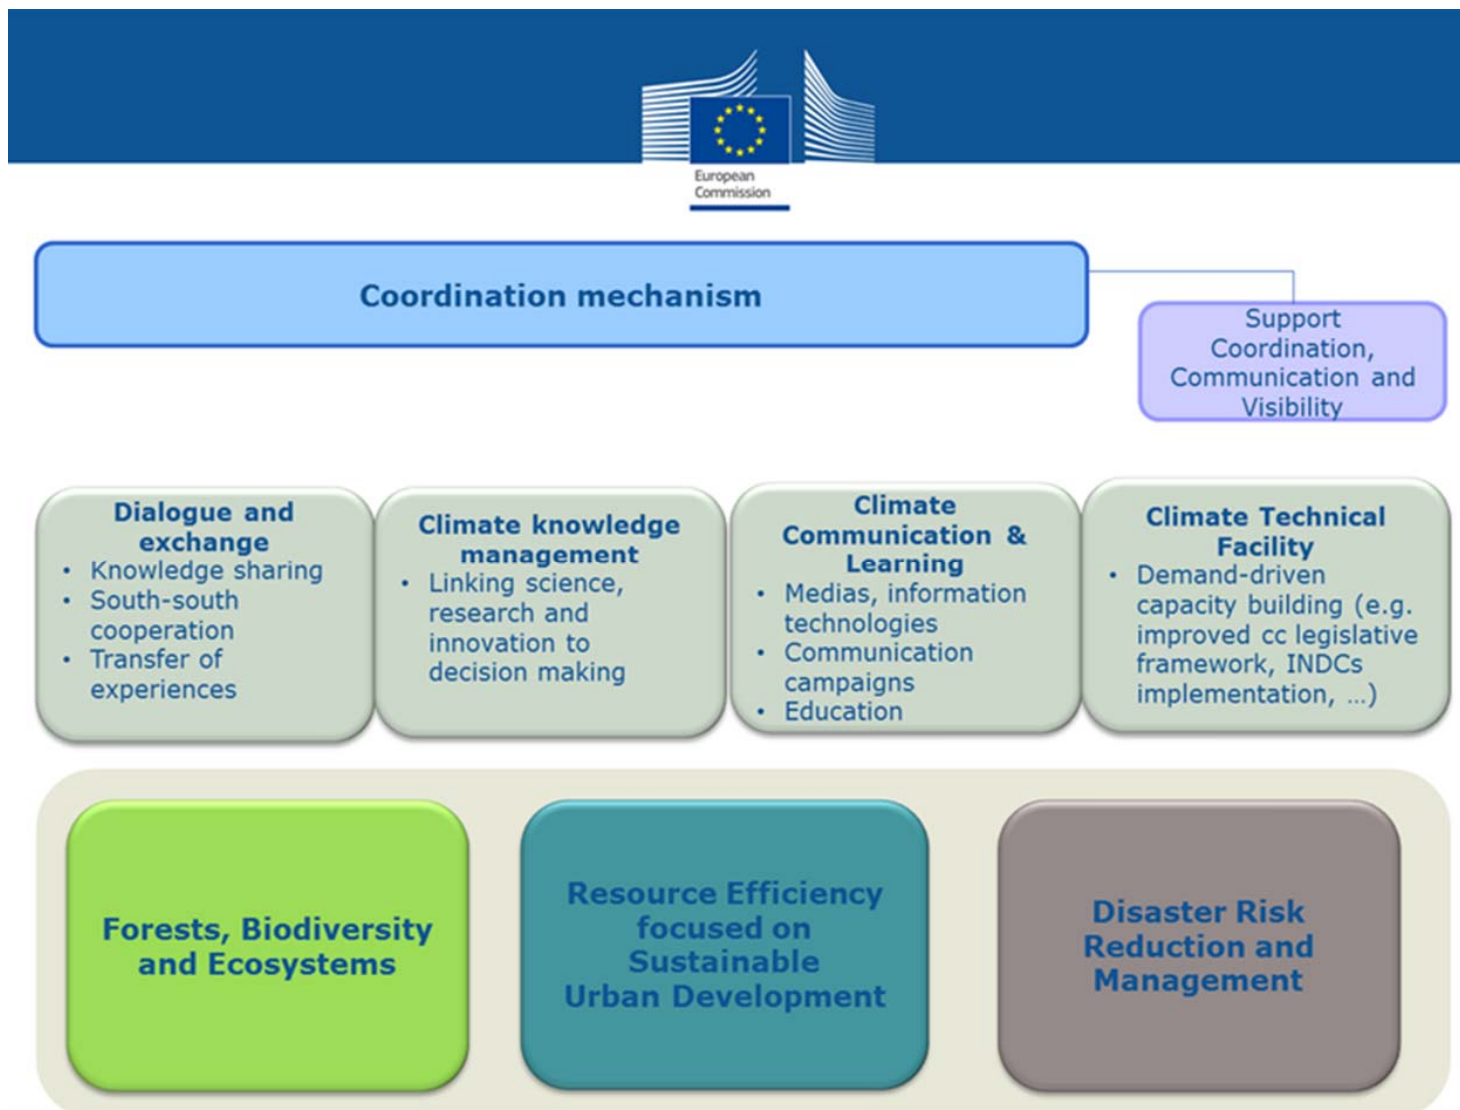 European
Commission
Coordination mechanism
Support
Coordination,
Communication and
Visibility
Dialogue and
exchange
• Knowledge sharing
• South-south
cooperation
• Transfer of
experiences
Climate knowledge
management
• Linking science,
research and
innovation to
decision making
Climate
Communication &
Learning
• Medias, information
technologies
• Communication
campaigns
• Education
Climate Technical
Facility
• Demand-driven
capacity building (e.g.
improved cc legislative
framework, INDCs
implementation, ...)
Forests, Biodiversity
and Ecosystems
Resource Efficiency
focused on
Sustainable
Urban Development
Disaster Risk
Reduction and
Management